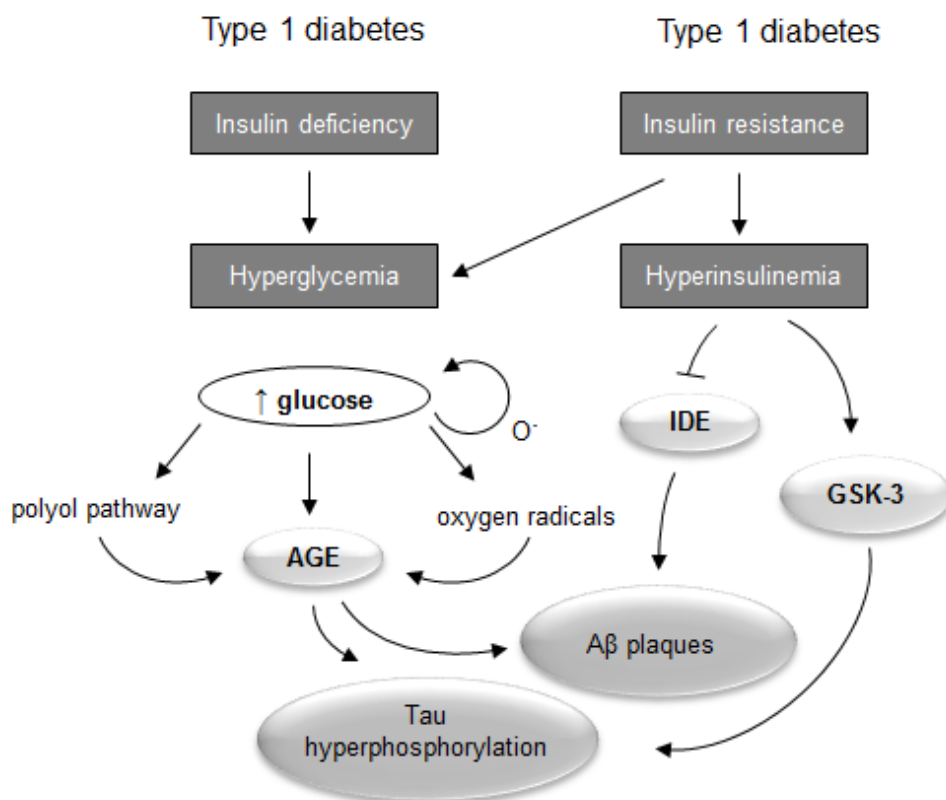 Type 1 diabetes
Type 1 diabetes
Insulin deficiency
Insulin resistance
Hyperglycemia
Hyperinsulinemia
↑ glucose
O-
IDE
GSK-3
polyol pathway
oxygen radicals
AGE
Aβ plaques
Tau
hyperphosphorylation